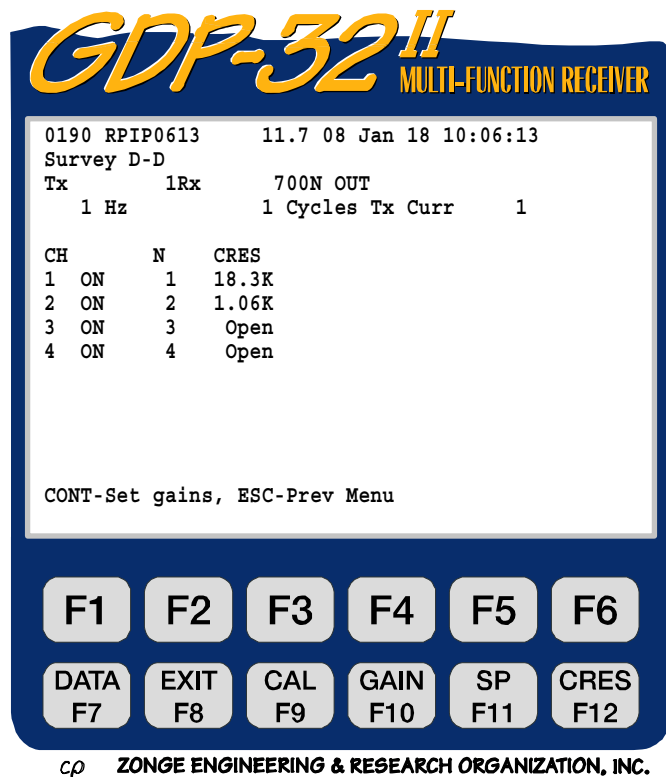 GDP-32 II
MULTI-FUNCTION RECEIVER
0190 RPIP0613 11.7 08 Jan 18 10:06:13
Survey D-D
Tx 1Rx 700N OUT
1 Hz 1 Cycles Tx Curr 1
CH N CRES
1 ON 1 18.3K
2 ON 2 1.06K
3 ON 3 Open
4 ON 4 Open
CONT-Set gains, ESC-Prev Menu
F1 F2 F3 F4 F5 F6
DATA EXIT CAL GAIN SP CRES
F7 F8 F9 F10 F11 F12
cρ ZONGE ENGINEERING & RESEARCH ORGANIZATION, INC.